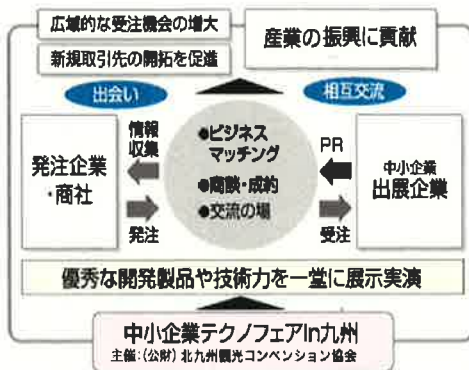 広域的な受注機会の増大
新規取引先の開拓を促進
産業の振興に貢献
出会い
相互交流
発注企業
・商社
情報
収集
発注
●ビジネス
マッチング
●商談・成約
●交流の場
PR
受注
中小企業
出展企業
優秀な開発製品や技術力を一堂に展示実演
中小企業テクノフェアIn九州
主催:(公財)北九州観光コンベンション協会